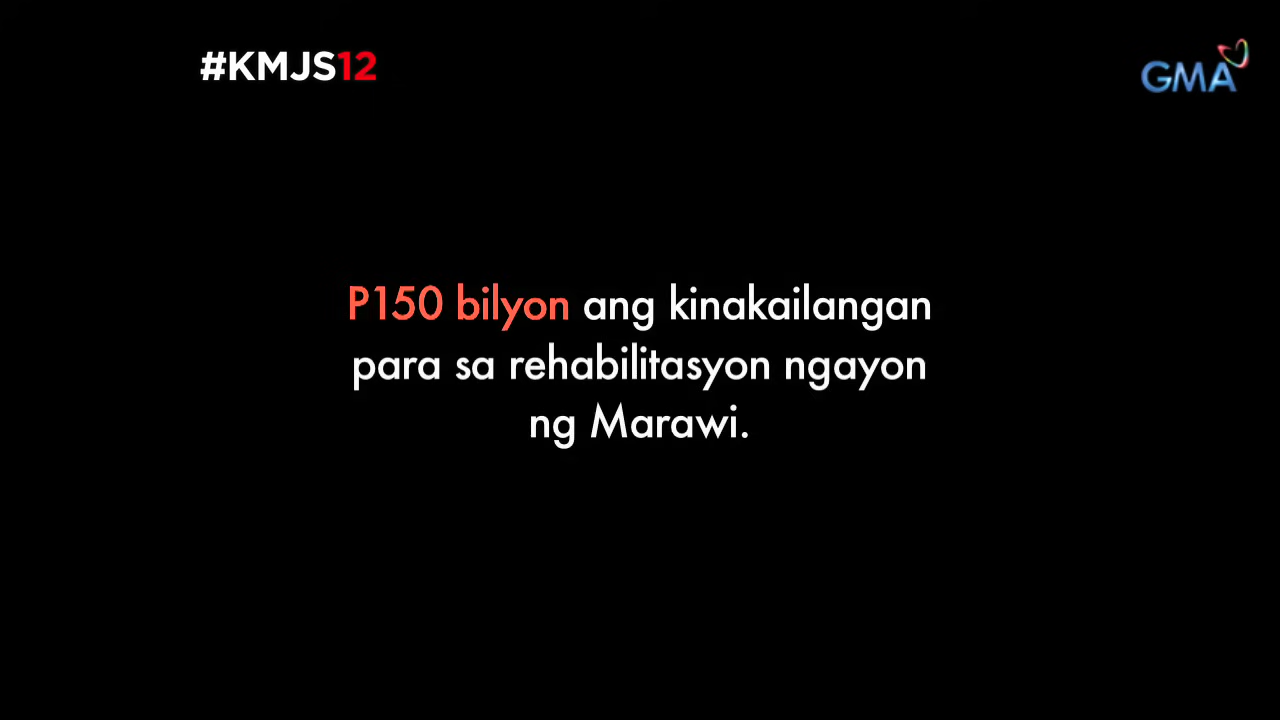 #KMJS12
GMA
P150 bilyon ang kinakailangan
para sa rehabilitasyon ngayon
ng Marawi.